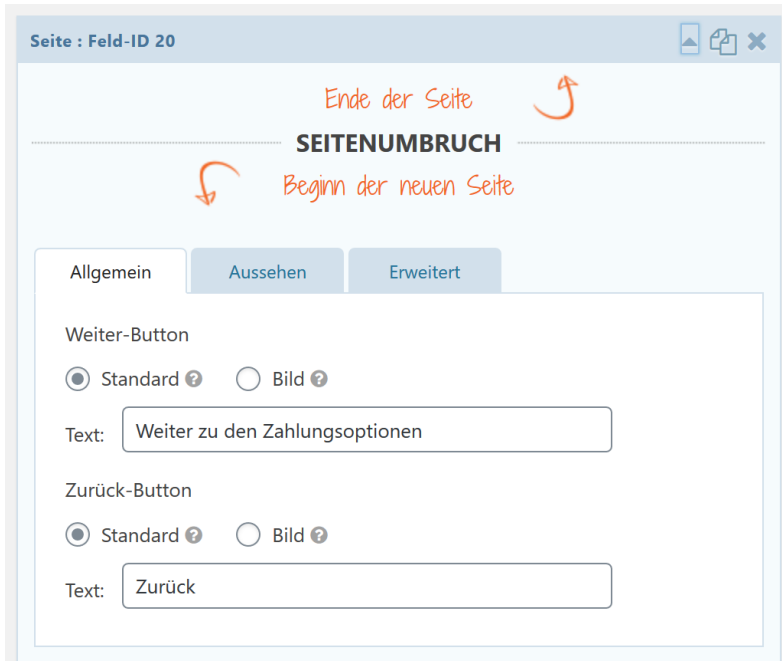 Seite : Feld-ID 20
Ende der Seite
SEITENUMBRUCH
Beginn der neuen Seite
Allgemein Aussehen Erweitert
Weiter-Button
Standard ? Bild ?
Text: Weiter zu den Zahlungsoptionen
Zurück-Button
Standard ? Bild ?
Text: Zurück